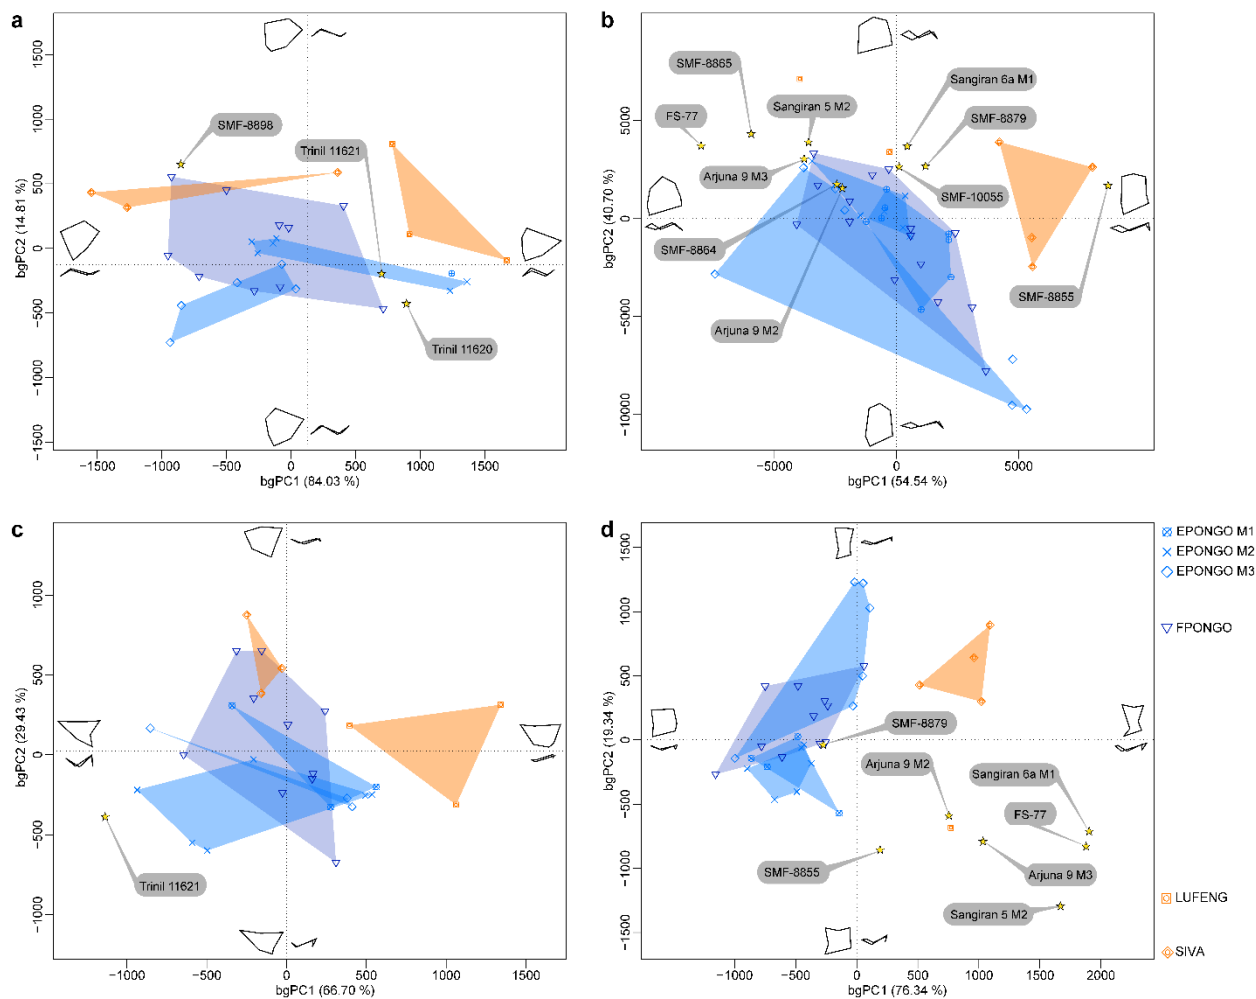 a
1500
1000
500
0
−500
−1000
−1500
bgPC2 (14.81 %)
SMF-8898
Trinil 11621
Trinil 11620
−1500 −1000 −500 0 500 1000 1500
bgPC1 (84.03 %)
b
5000
0
−5000
−10000
bgPC2 (40.70 %)
SMF-8865
Sangiran 6a M1
Sangiran 5 M2
FS-77
SMF-8879
Arjuna 9 M3
SMF-10055
SMF-8864
SMF-8855
Arjuna 9 M2
−5000 0 5000
bgPC1 (54.54 %)
c
1000
500
0
−500
−1000
bgPC2 (29.43 %)
Trinil 11621
−1000 −500 0 500 1000 1500
bgPC1 (66.70 %)
d
1500
1000
500
0
−500
−1000
−1500
bgPC2 (19.34 %)
SMF-8879
Arjuna 9 M2
Sangiran 6a M1
FS-77
SMF-8855
Arjuna 9 M3
Sangiran 5 M2
−1000 −500 0 500 1000 1500 2000
bgPC1 (76.34 %)
EPONGO M1
EPONGO M2
EPONGO M3
FPONGO
LUFENG
SIVA